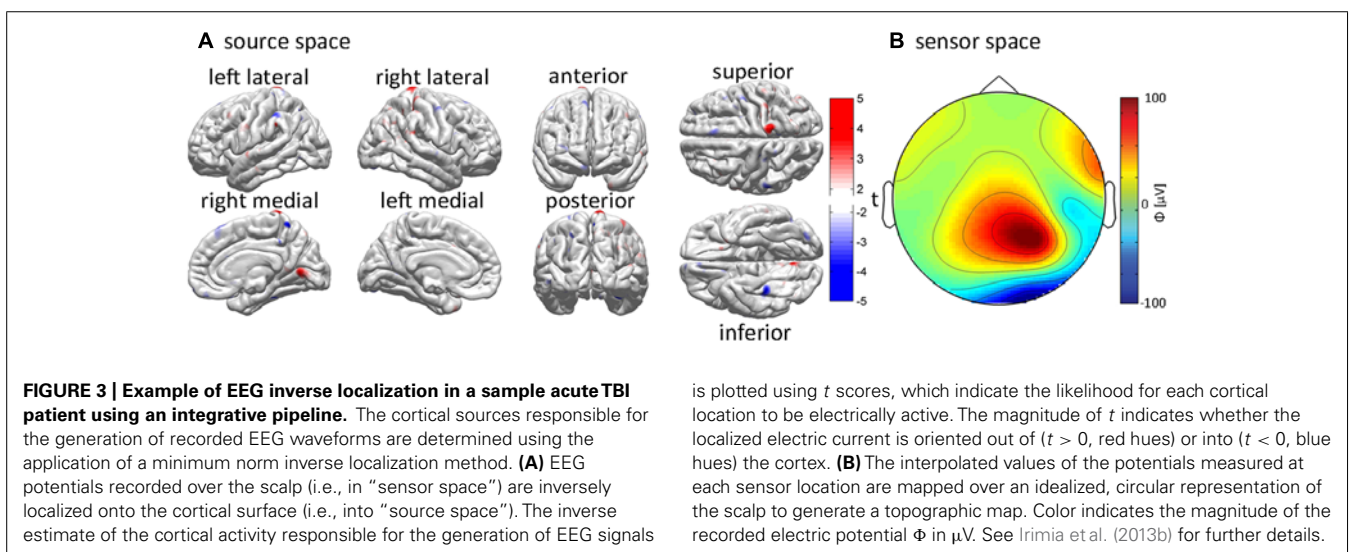 A source space
B sensor space
left lateral
right lateral
anterior
superior
right medial
left medial
posterior
inferior
5
4
3
2
t
-2
-3
-4
-5
100
0
-100
Φ [μV]
FIGURE 3 | Example of EEG inverse localization in a sample acute TBI
patient using an integrative pipeline. The cortical sources responsible for
the generation of recorded EEG waveforms are determined using the
application of a minimum norm inverse localization method. (A) EEG
potentials recorded over the scalp (i.e., in “sensor space”) are inversely
localized onto the cortical surface (i.e., into “source space”). The inverse
estimate of the cortical activity responsible for the generation of EEG signals
is plotted using t scores, which indicate the likelihood for each cortical
location to be electrically active. The magnitude of t indicates whether the
localized electric current is oriented out of (t > 0, red hues) or into (t < 0, blue
hues) the cortex. (B) The interpolated values of the potentials measured at
each sensor location are mapped over an idealized, circular representation of
the scalp to generate a topographic map. Color indicates the magnitude of the
recorded electric potential Φ in μV. See Irimia et al. (2013b) for further details.